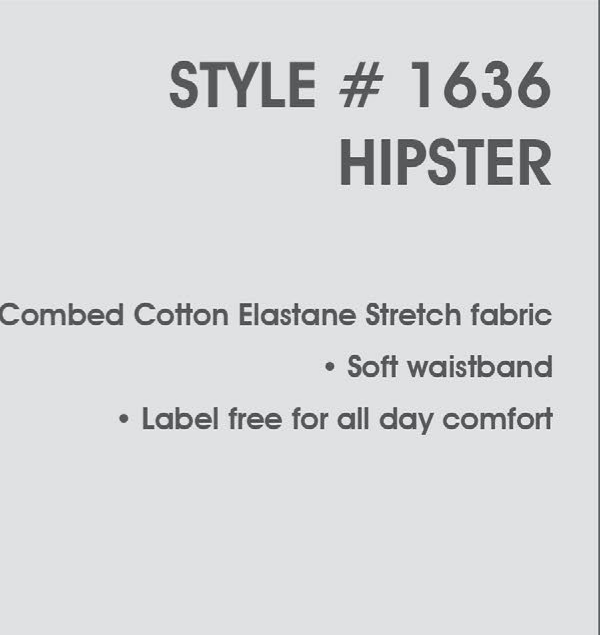 STYLE # 1636
HIPSTER
Combed Cotton Elastane Stretch fabric
• Soft waistband
• Label free for all day comfort